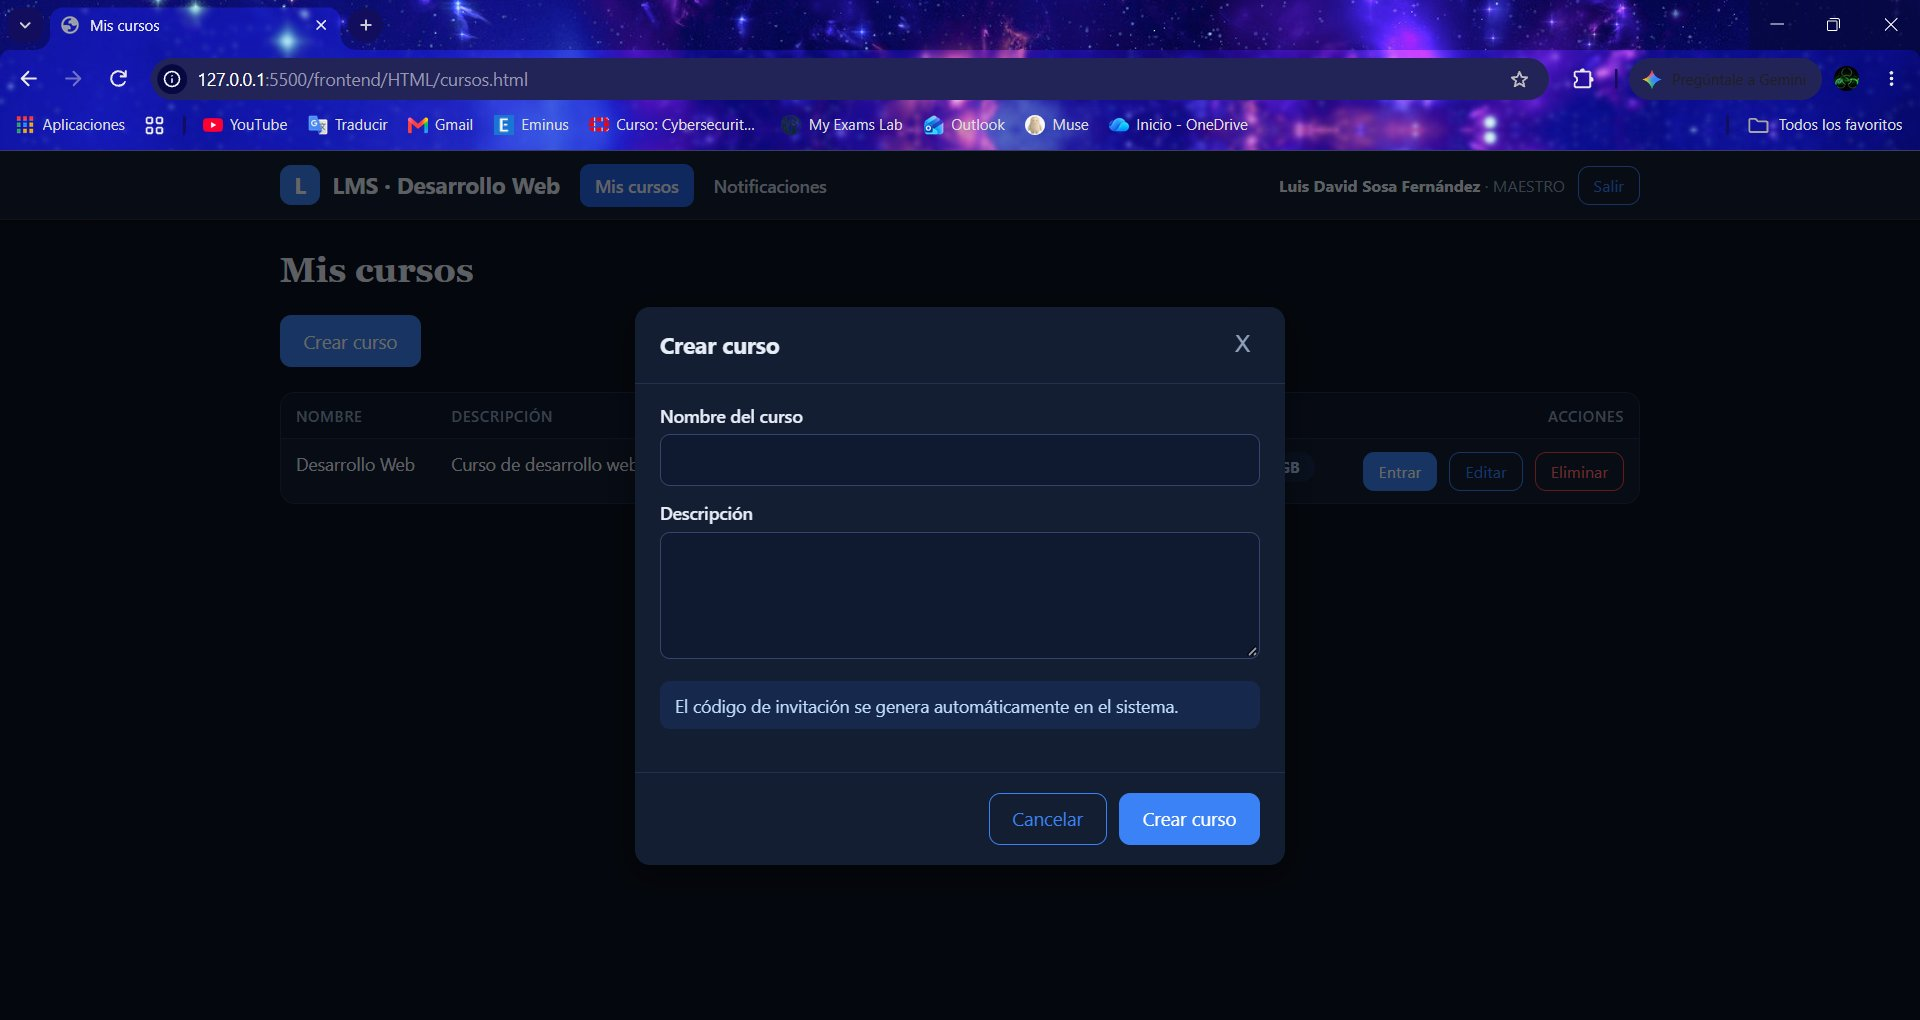 Mis cursos
127.0.0.1:5500/frontend/HTML/cursos.html
Pregúntale a Gemini
Aplicaciones YouTube Traducir Gmail Eminus Curso: Cybersecurit... My Exams Lab Outlook Muse Inicio - OneDrive Todos los favoritos
L LMS · Desarrollo Web Mis cursos Notificaciones Luis David Sosa Fernández · MAESTRO Salir
Mis cursos
Crear curso
NOMBRE DESCRIPCIÓN ACCIONES
Desarrollo Web Curso de desarrollo web Entrar Editar Eliminar
Crear curso X
Nombre del curso
Descripción
El código de invitación se genera automáticamente en el sistema.
Cancelar Crear curso